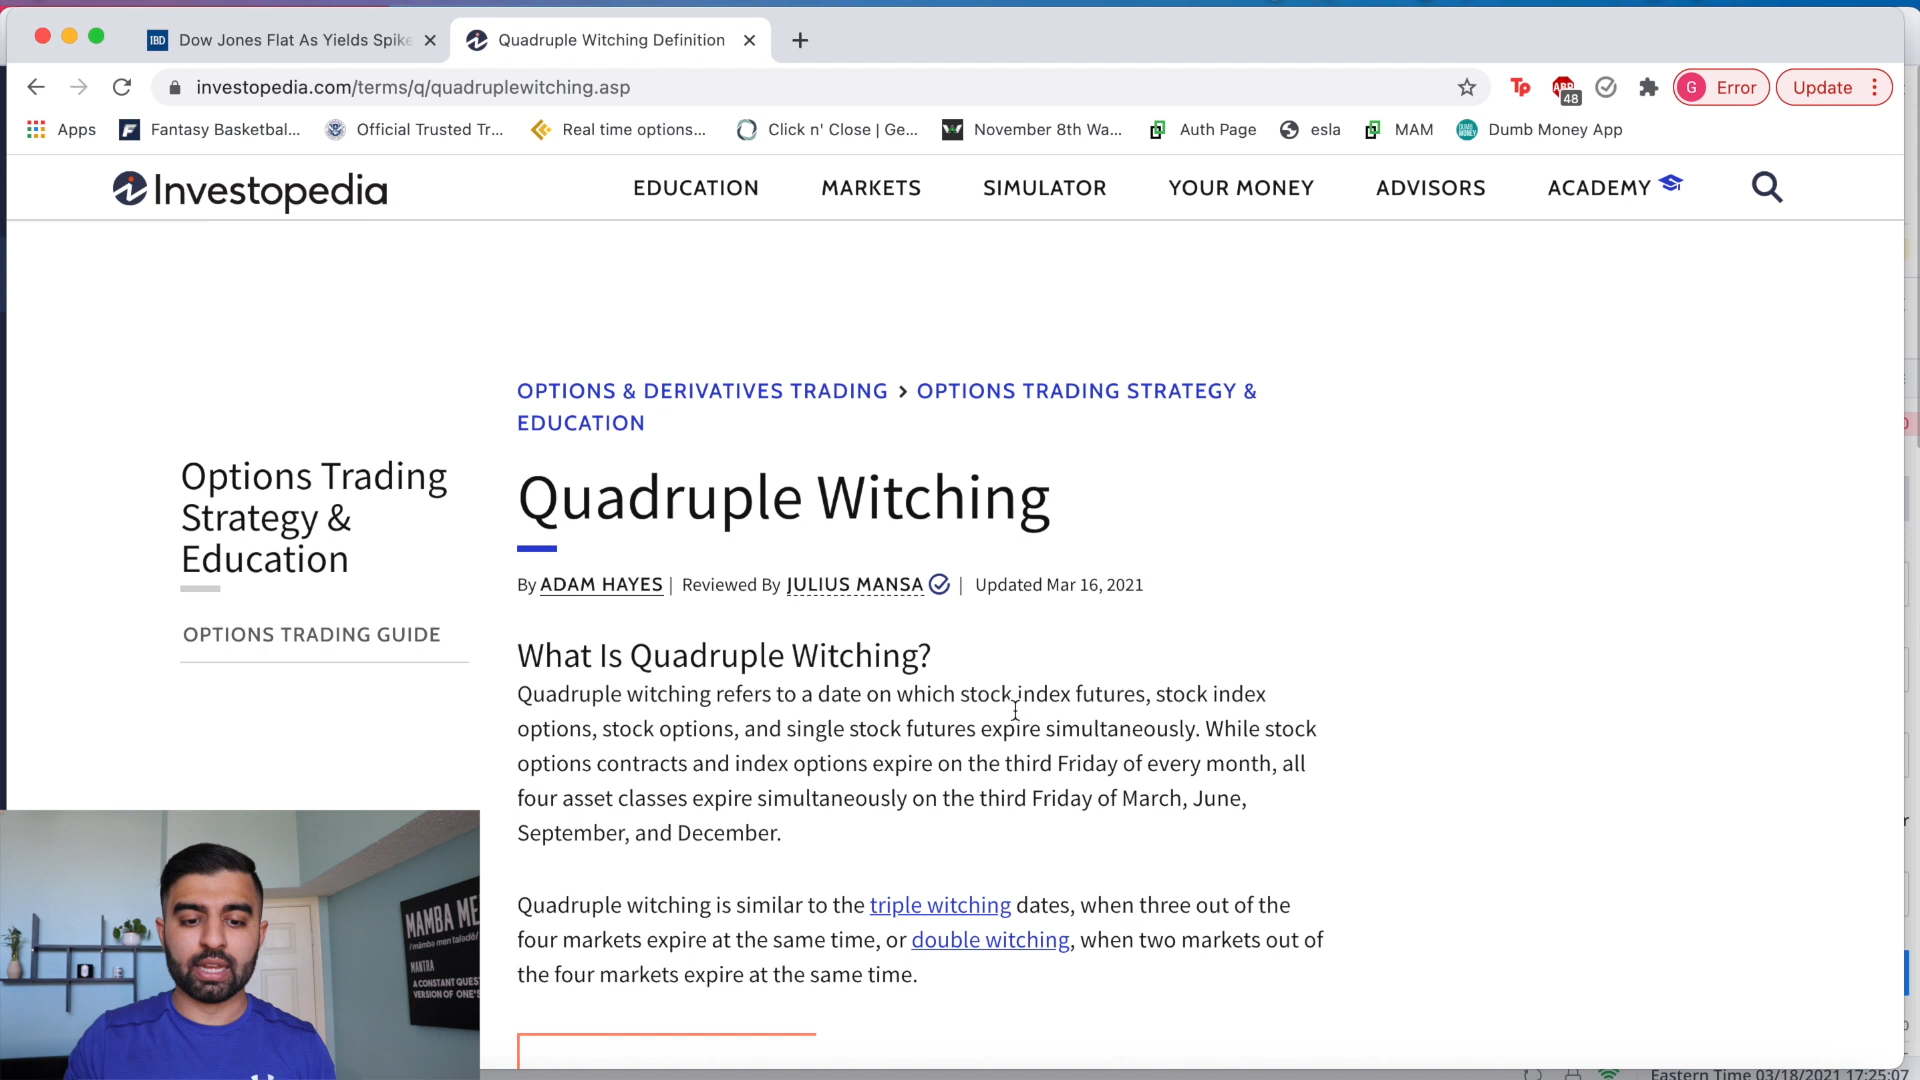 IBD Dow Jones Flat As Yields Spike
Quadruple Witching Definition
investopedia.com/terms/q/quadruplewitching.asp
Tp
ABP
48
G Error
Update
Apps
Fantasy Basketbal...
Official Trusted Tr...
Real time options...
Click n' Close | Ge...
November 8th Wa...
Auth Page
esla
MAM
Dumb Money App
Investopedia
EDUCATION
MARKETS
SIMULATOR
YOUR MONEY
ADVISORS
ACADEMY
OPTIONS & DERIVATIVES TRADING > OPTIONS TRADING STRATEGY &
EDUCATION
Options Trading
Strategy &
Education
OPTIONS TRADING GUIDE
Quadruple Witching
By ADAM HAYES | Reviewed By JULIUS MANSA | Updated Mar 16, 2021
What Is Quadruple Witching?
Quadruple witching refers to a date on which stock index futures, stock index
options, stock options, and single stock futures expire simultaneously. While stock
options contracts and index options expire on the third Friday of every month, all
four asset classes expire simultaneously on the third Friday of March, June,
September, and December.
Quadruple witching is similar to the triple witching dates, when three out of the
four markets expire at the same time, or double witching, when two markets out of
the four markets expire at the same time.
MAMBA ME
MANTRA
A CONSTANT QUES
VERSION OF ONE'S
Eastern Time 03/18/2021 17:25:07